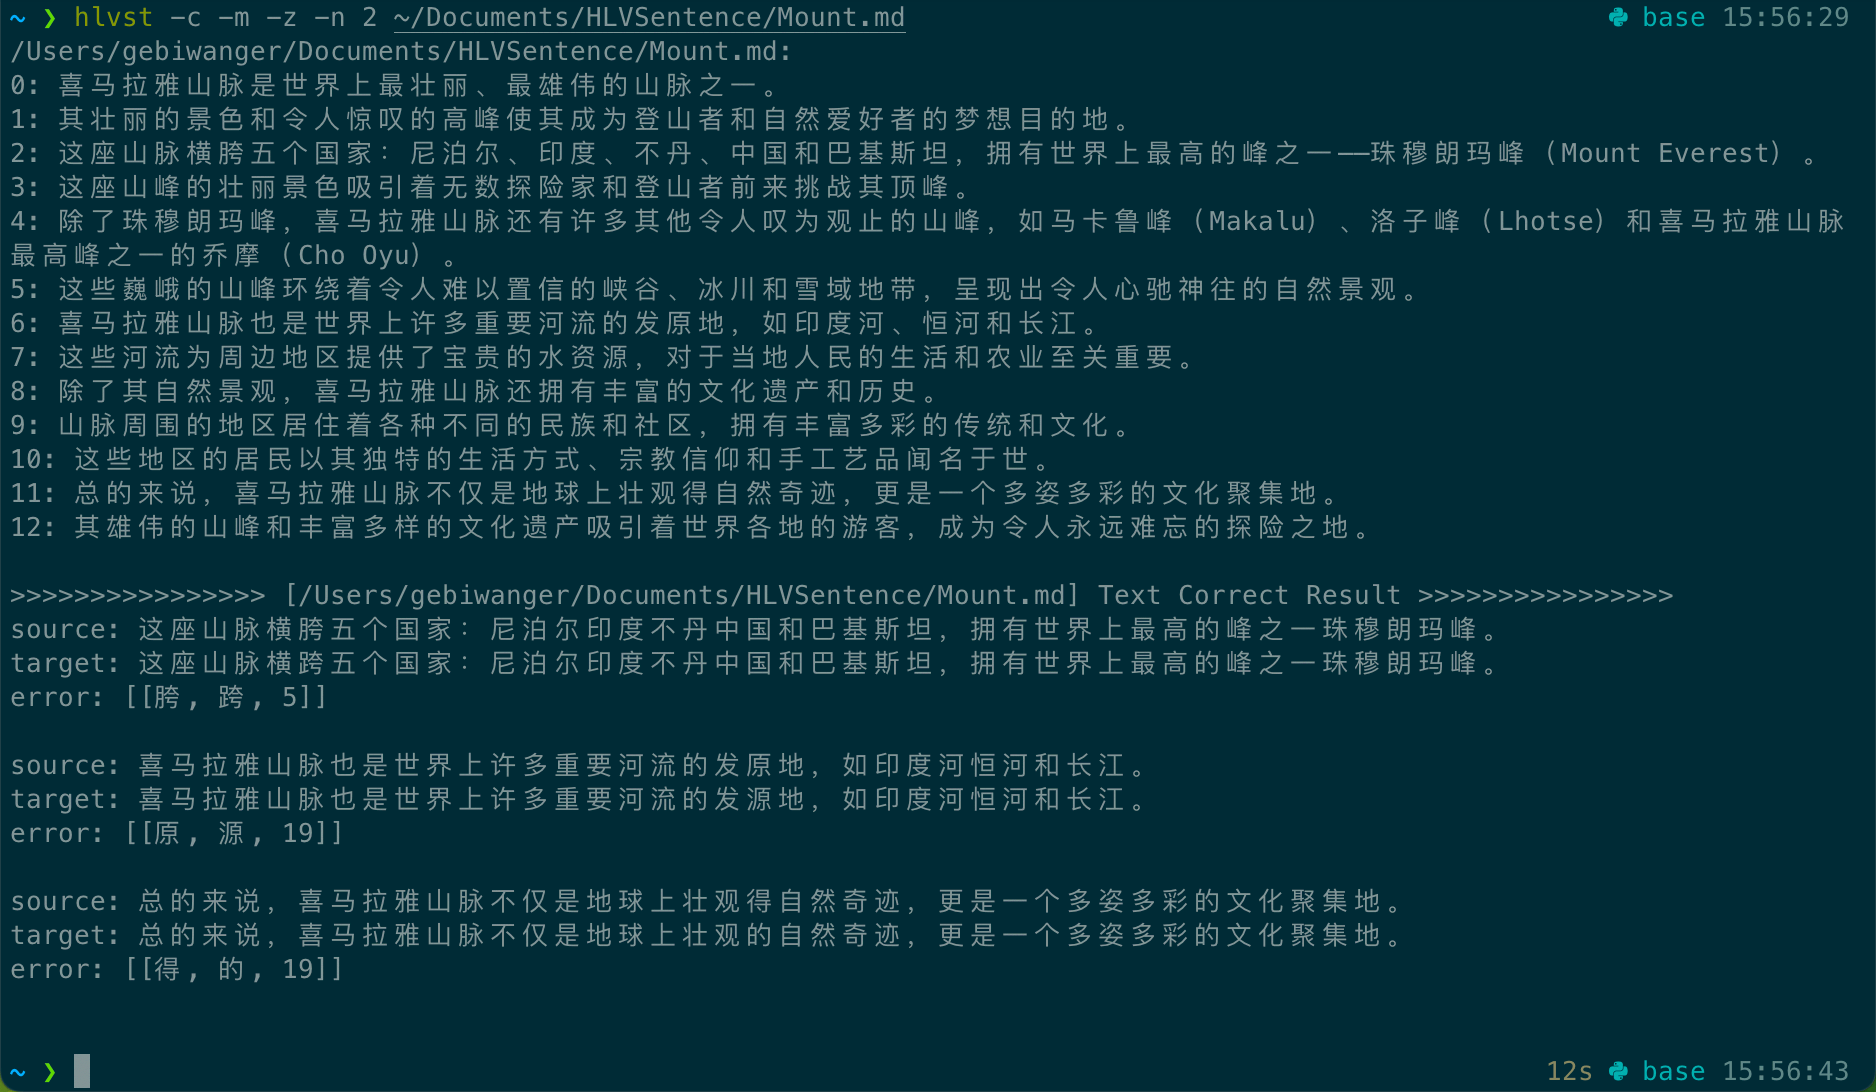 ~ ❯ hlvst -c -m -z -n 2 ~/Documents/HLVSentence/Mount.md base 15:56:29
/Users/gebiwanger/Documents/HLVSentence/Mount.md:
0: 喜马拉雅山脉是世界上最壮丽、最雄伟的山脉之一。
1: 其壮丽的景色和令人惊叹的高峰使其成为登山者和自然爱好者的梦想目的地。
2: 这座山脉横胯五个国家：尼泊尔、印度、不丹、中国和巴基斯坦，拥有世界上最高的峰之一——珠穆朗玛峰（Mount Everest）。
3: 这座山峰的壮丽景色吸引着无数探险家和登山者前来挑战其顶峰。
4: 除了珠穆朗玛峰，喜马拉雅山脉还有许多其他令人叹为观止的山峰，如马卡鲁峰（Makalu）、洛子峰（Lhotse）和喜马拉雅山脉
最高峰之一的乔摩（Cho Oyu）。
5: 这些巍峨的山峰环绕着令人难以置信的峡谷、冰川和雪域地带，呈现出令人心驰神往的自然景观。
6: 喜马拉雅山脉也是世界上许多重要河流的发原地，如印度河、恒河和长江。
7: 这些河流为周边地区提供了宝贵的水资源，对于当地人民的生活和农业至关重要。
8: 除了其自然景观，喜马拉雅山脉还拥有丰富的文化遗产和历史。
9: 山脉周围的地区居住着各种不同的民族和社区，拥有丰富多彩的传统和文化。
10: 这些地区的居民以其独特的生活方式、宗教信仰和手工艺品闻名于世。
11: 总的来说，喜马拉雅山脉不仅是地球上壮观得自然奇迹，更是一个多姿多彩的文化聚集地。
12: 其雄伟的山峰和丰富多样的文化遗产吸引着世界各地的游客，成为令人永远难忘的探险之地。
>>>>>>>>>>>>>>>> [/Users/gebiwanger/Documents/HLVSentence/Mount.md] Text Correct Result >>>>>>>>>>>>>>>>
source: 这座山脉横胯五个国家：尼泊尔印度不丹中国和巴基斯坦，拥有世界上最高的峰之一珠穆朗玛峰。
target: 这座山脉横跨五个国家：尼泊尔印度不丹中国和巴基斯坦，拥有世界上最高的峰之一珠穆朗玛峰。
error: [[胯, 跨, 5]]
source: 喜马拉雅山脉也是世界上许多重要河流的发原地，如印度河恒河和长江。
target: 喜马拉雅山脉也是世界上许多重要河流的发源地，如印度河恒河和长江。
error: [[原, 源, 19]]
source: 总的来说，喜马拉雅山脉不仅是地球上壮观得自然奇迹，更是一个多姿多彩的文化聚集地。
target: 总的来说，喜马拉雅山脉不仅是地球上壮观的自然奇迹，更是一个多姿多彩的文化聚集地。
error: [[得, 的, 19]]
~ ❯ 12s base 15:56:43